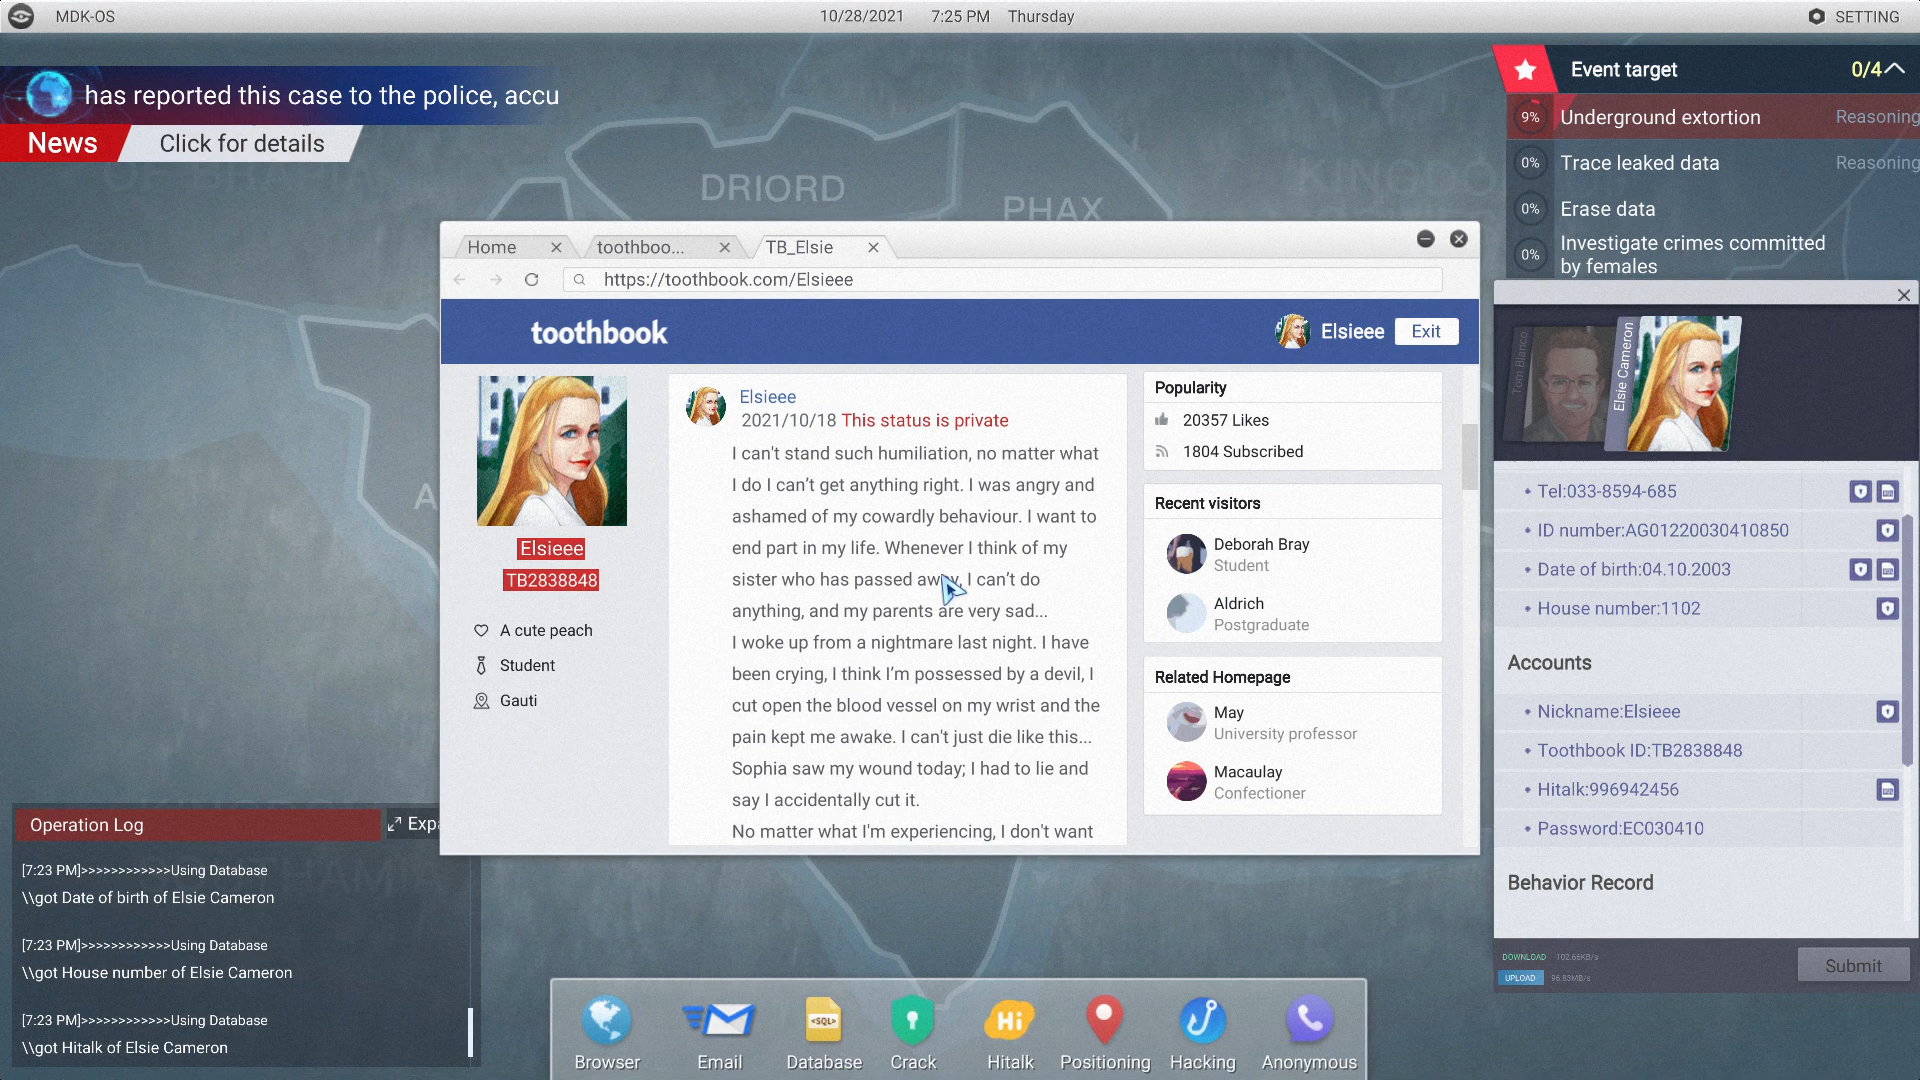 MDK-OS
10/28/2021 7:25 PM Thursday
SETTING
has reported this case to the police, accu
News
Click for details
DRIORD
PHAX
Event target
0/4
9% Underground extortion Reasoning
0% Trace leaked data Reasoning
0% Erase data
0% Investigate crimes committed
by females
Home
toothboo...
TB_Elsie
https://toothbook.com/Elsieee
toothbook
Elsieee
Exit
Elsieee
TB2838848
A cute peach
Student
Gauti
Elsieee
2021/10/18 This status is private
I can't stand such humiliation, no matter what
I do I can’t get anything right. I was angry and
ashamed of my cowardly behaviour. I want to
end part in my life. Whenever I think of my
sister who has passed away, I can’t do
anything, and my parents are very sad...
I woke up from a nightmare last night. I have
been crying, I think I’m possessed by a devil, I
cut open the blood vessel on my wrist and the
pain kept me awake. I can't just die like this...
Sophia saw my wound today; I had to lie and
say I accidentally cut it.
No matter what I'm experiencing, I don't want
Popularity
20357 Likes
1804 Subscribed
Recent visitors
Deborah Bray
Student
Aldrich
Postgraduate
Related Homepage
May
University professor
Macaulay
Confectioner
Tom Blanco
Elsie Cameron
• Tel:033-8594-685
• ID number:AG01220030410850
• Date of birth:04.10.2003
• House number:1102
Accounts
• Nickname:Elsieee
• Toothbook ID:TB2838848
• Hitalk:996942456
• Password:EC030410
Behavior Record
DOWNLOAD 102.66KB/s
UPLOAD 96.83MB/s
Submit
Operation Log
Expa
[7:23 PM]>>>>>>>>>>>>Using Database
\\got Date of birth of Elsie Cameron
[7:23 PM]>>>>>>>>>>>>Using Database
\\got House number of Elsie Cameron
[7:23 PM]>>>>>>>>>>>>Using Database
\\got Hitalk of Elsie Cameron
<SQL>
Hi
Browser
Email
Database
Crack
Hitalk
Positioning
Hacking
Anonymous